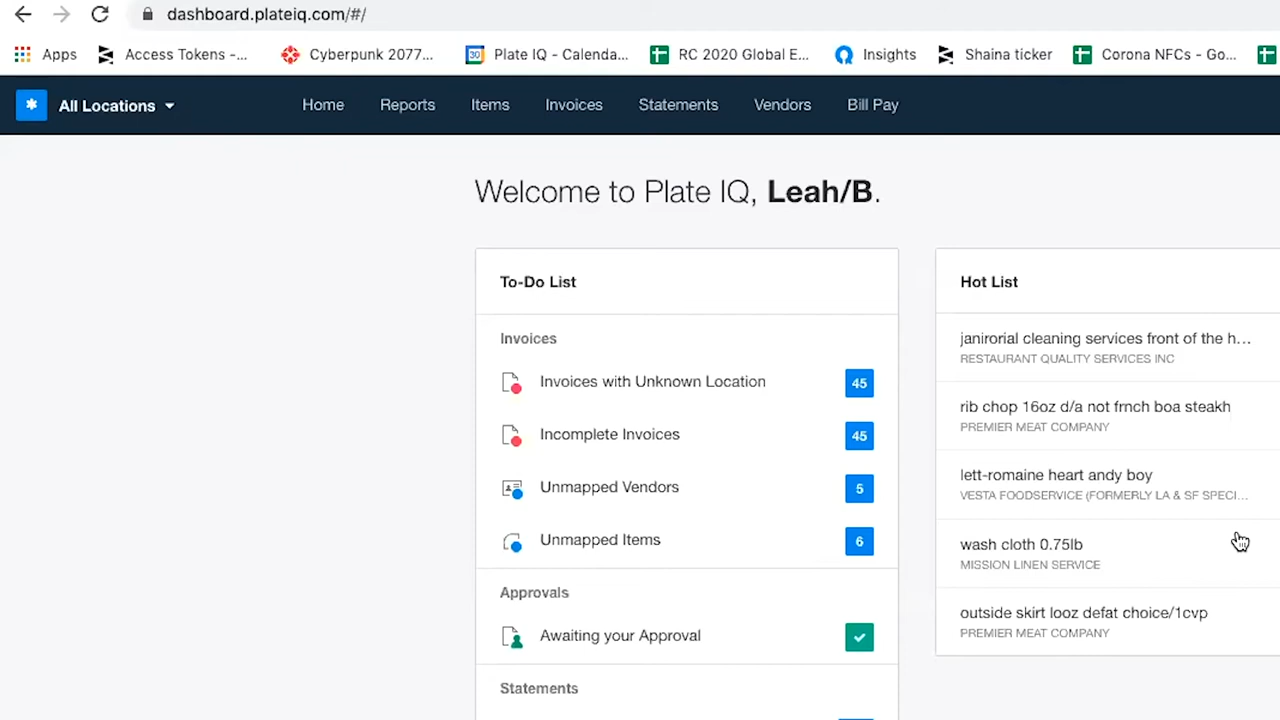 dashboard.plateiq.com/#/
Apps Access Tokens -... Cyberpunk 2077... 30 Plate IQ - Calenda... RC 2020 Global E... Insights Shaina ticker Corona NFCs - Go...
All Locations Home Reports Items Invoices Statements Vendors Bill Pay
Welcome to Plate IQ, Leah/B.
To-Do List
Invoices
Invoices with Unknown Location 45
Incomplete Invoices 45
Unmapped Vendors 5
Unmapped Items 6
Approvals
Awaiting your Approval
Statements
Hot List
janirorial cleaning services front of the h...
RESTAURANT QUALITY SERVICES INC
rib chop 16oz d/a not frnch boa steakh
PREMIER MEAT COMPANY
lett-romaine heart andy boy
VESTA FOODSERVICE (FORMERLY LA & SF SPECI...
wash cloth 0.75lb
MISSION LINEN SERVICE
outside skirt looz defat choice/1cvp
PREMIER MEAT COMPANY